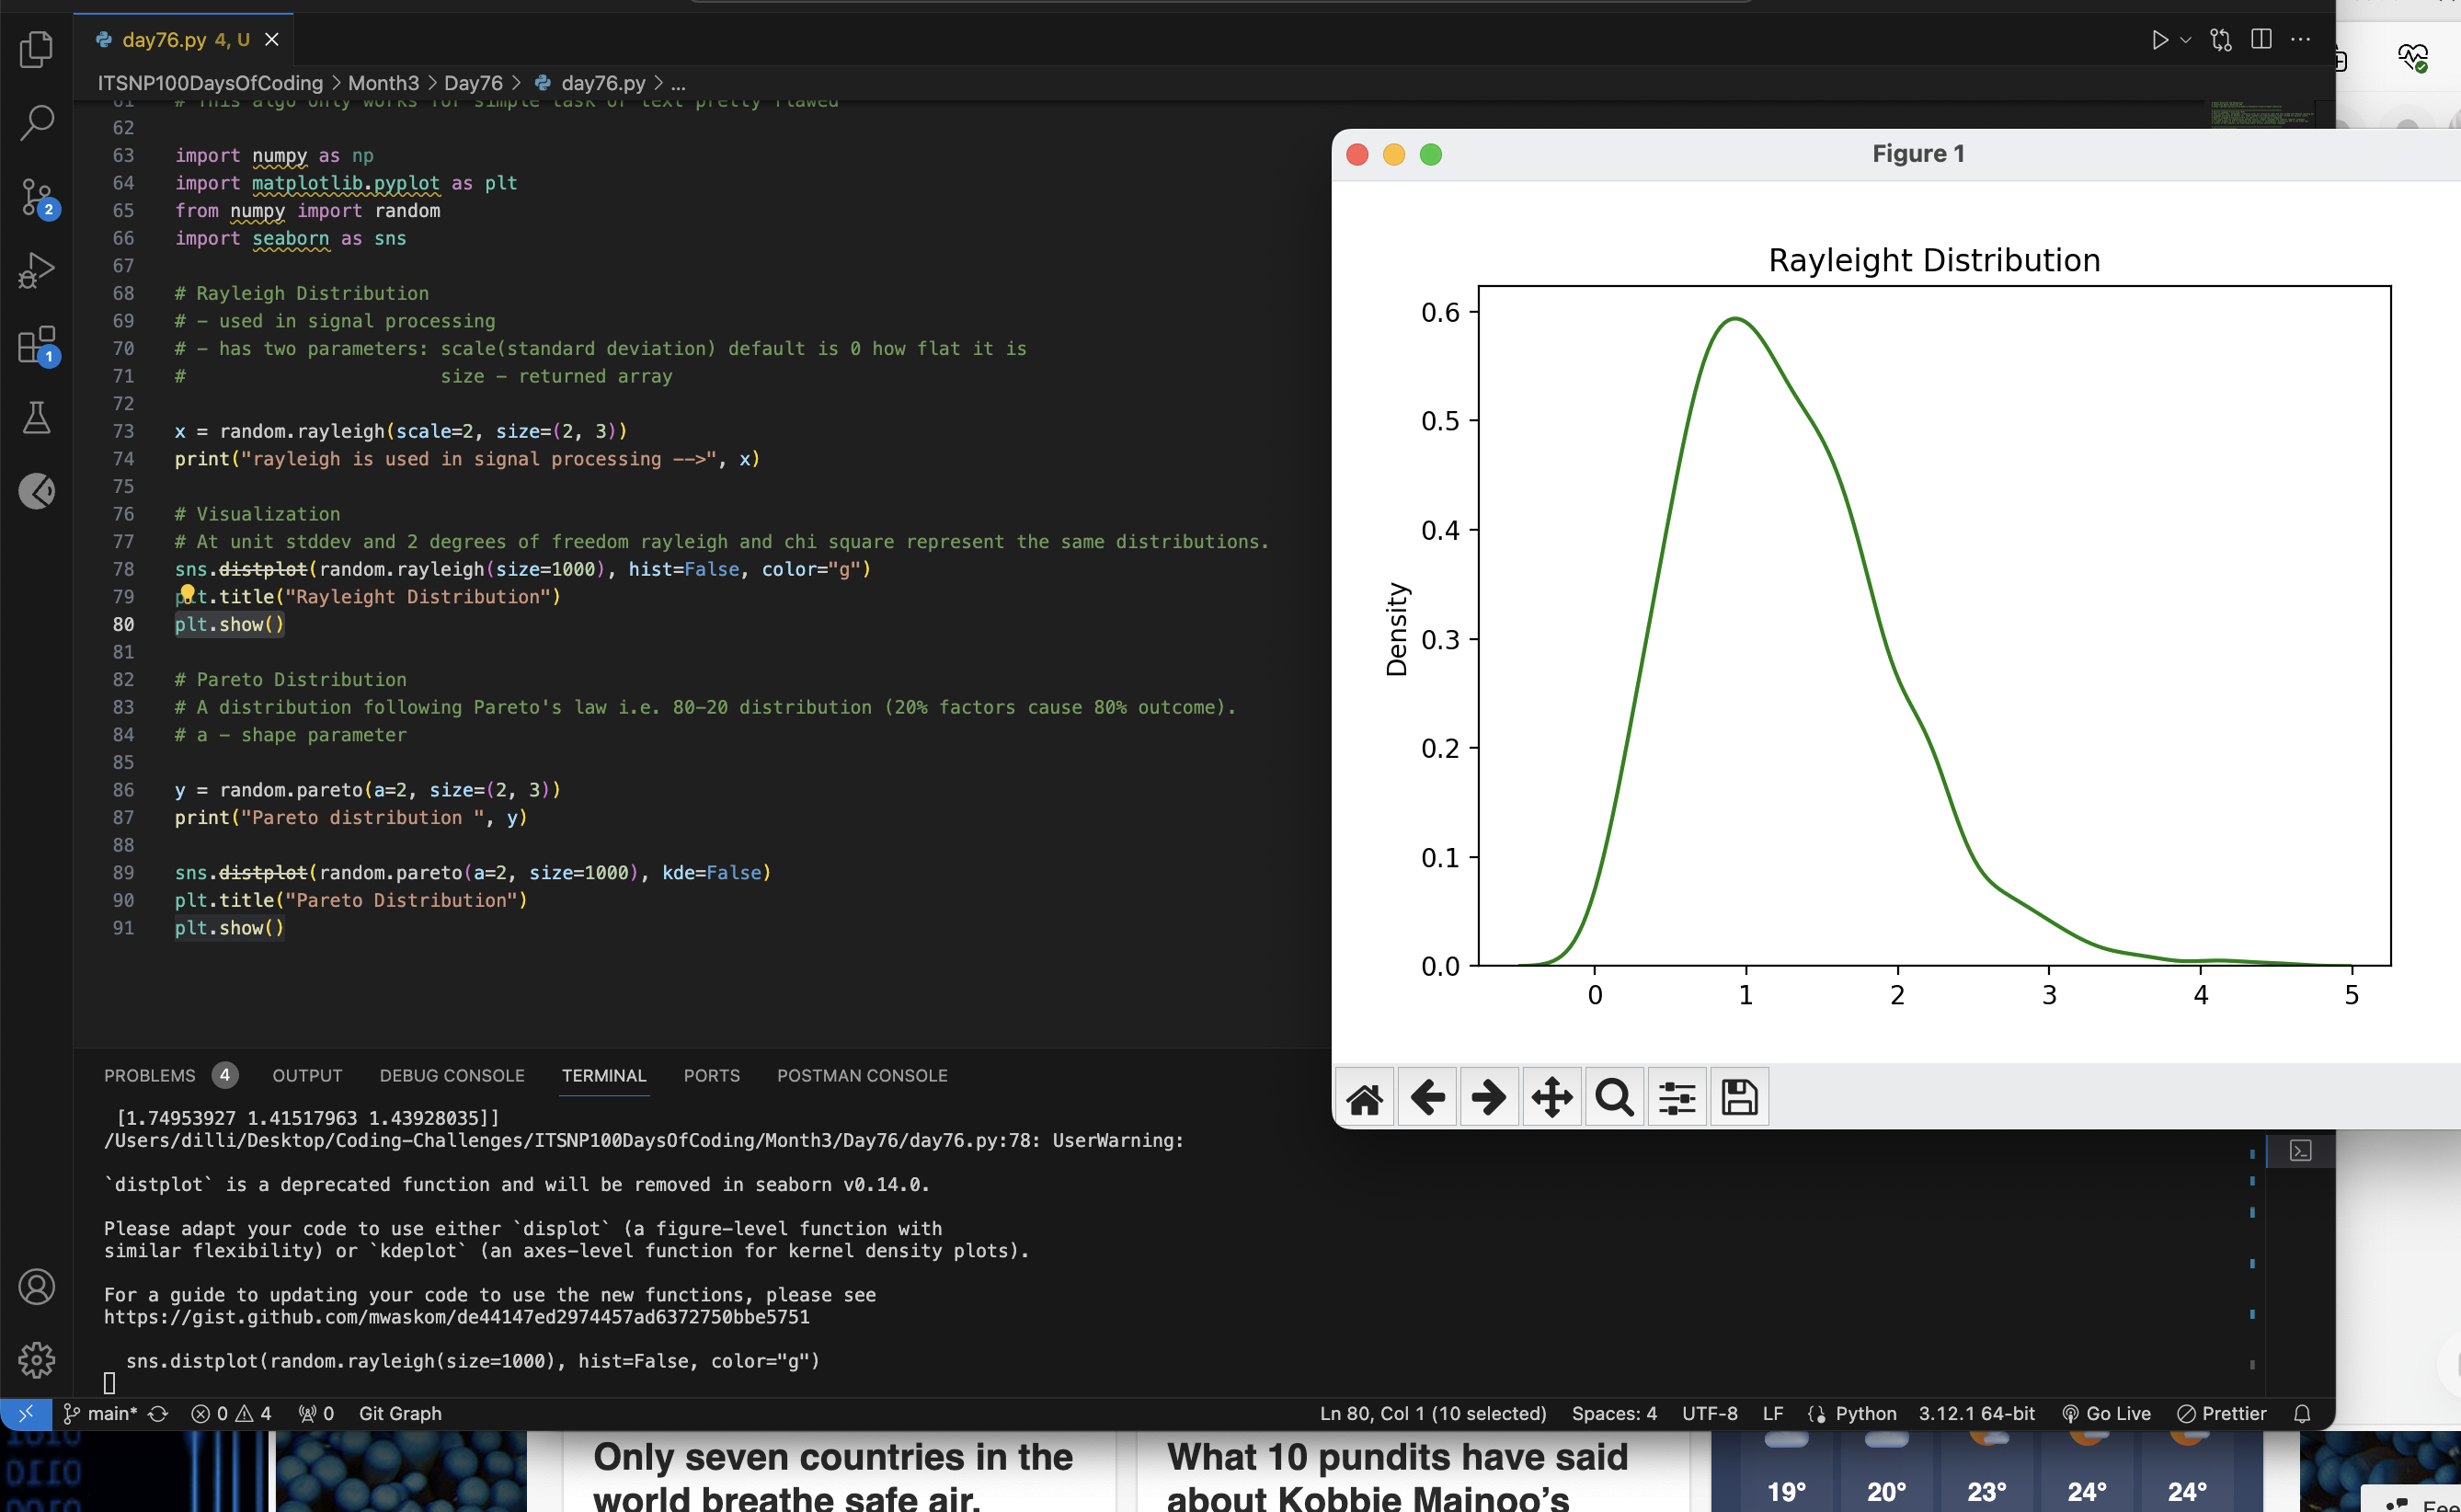 day76.py 4, U
ITSNP100DaysOfCoding > Month3 > Day76 > day76.py > ...
61 # This algo only works for simple task of text pretty flawed
62
63 import numpy as np
64 import matplotlib.pyplot as plt
65 from numpy import random
66 import seaborn as sns
67
68 # Rayleigh Distribution
69 # - used in signal processing
70 # - has two parameters: scale(standard deviation) default is 0 how flat it is
71 # size - returned array
72
73 x = random.rayleigh(scale=2, size=(2, 3))
74 print("rayleigh is used in signal processing -->", x)
75
76 # Visualization
77 # At unit stddev and 2 degrees of freedom rayleigh and chi square represent the same distributions.
78 sns.distplot(random.rayleigh(size=1000), hist=False, color="g")
79 plt.title("Rayleight Distribution")
80 plt.show()
81
82 # Pareto Distribution
83 # A distribution following Pareto's law i.e. 80-20 distribution (20% factors cause 80% outcome).
84 # a - shape parameter
85
86 y = random.pareto(a=2, size=(2, 3))
87 print("Pareto distribution ", y)
88
89 sns.distplot(random.pareto(a=2, size=1000), kde=False)
90 plt.title("Pareto Distribution")
91 plt.show()
2
1
Figure 1
Rayleight Distribution
0.6
0.5
0.4
0.3
0.2
0.1
0.0
Density
0 1 2 3 4 5
PROBLEMS 4 OUTPUT DEBUG CONSOLE TERMINAL PORTS POSTMAN CONSOLE
[1.74953927 1.41517963 1.43928035]]
/Users/dilli/Desktop/Coding-Challenges/ITSNP100DaysOfCoding/Month3/Day76/day76.py:78: UserWarning:
`distplot` is a deprecated function and will be removed in seaborn v0.14.0.
Please adapt your code to use either `displot` (a figure-level function with
similar flexibility) or `kdeplot` (an axes-level function for kernel density plots).
For a guide to updating your code to use the new functions, please see
https://gist.github.com/mwaskom/de44147ed2974457ad6372750bbe5751
sns.distplot(random.rayleigh(size=1000), hist=False, color="g")
main* 0 4 0 Git Graph Ln 80, Col 1 (10 selected) Spaces: 4 UTF-8 LF Python 3.12.1 64-bit Go Live Prettier
Only seven countries in the
world breathe safe air.
What 10 pundits have said
about Kobbie Mainoo's
19° 20° 23° 24° 24°